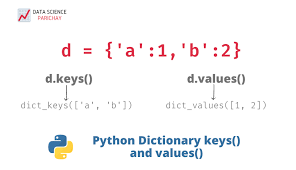 DATA SCIENCE
PARICHAY
d = {'a':1,'b':2}
d.keys() d.values()
dict_keys(['a', 'b']) dict_values([1, 2])
Python Dictionary keys()
and values()